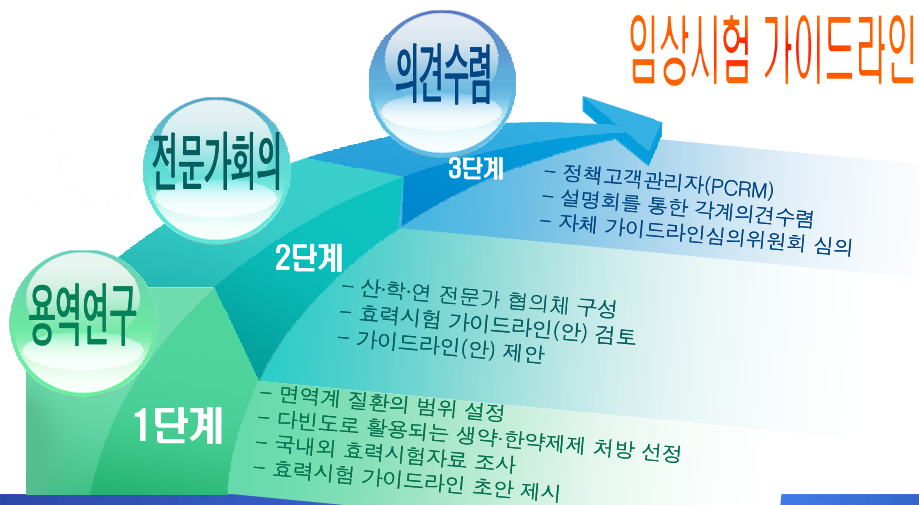 임상시험 가이드라인
의견수렴
3단계
- 정책고객관리자(PCRM)
- 설명회를 통한 각계의견수렴
- 자체 가이드라인심의위원회 심의
전문가회의
2단계
- 산·학·연 전문가 협의체 구성
- 효력시험 가이드라인(안) 검토
- 가이드라인(안) 제안
용역연구
1단계
- 면역계 질환의 범위 설정
- 다빈도로 활용되는 생약·한약제제 처방 선정
- 국내외 효력시험자료 조사
- 효력시험 가이드라인 초안 제시